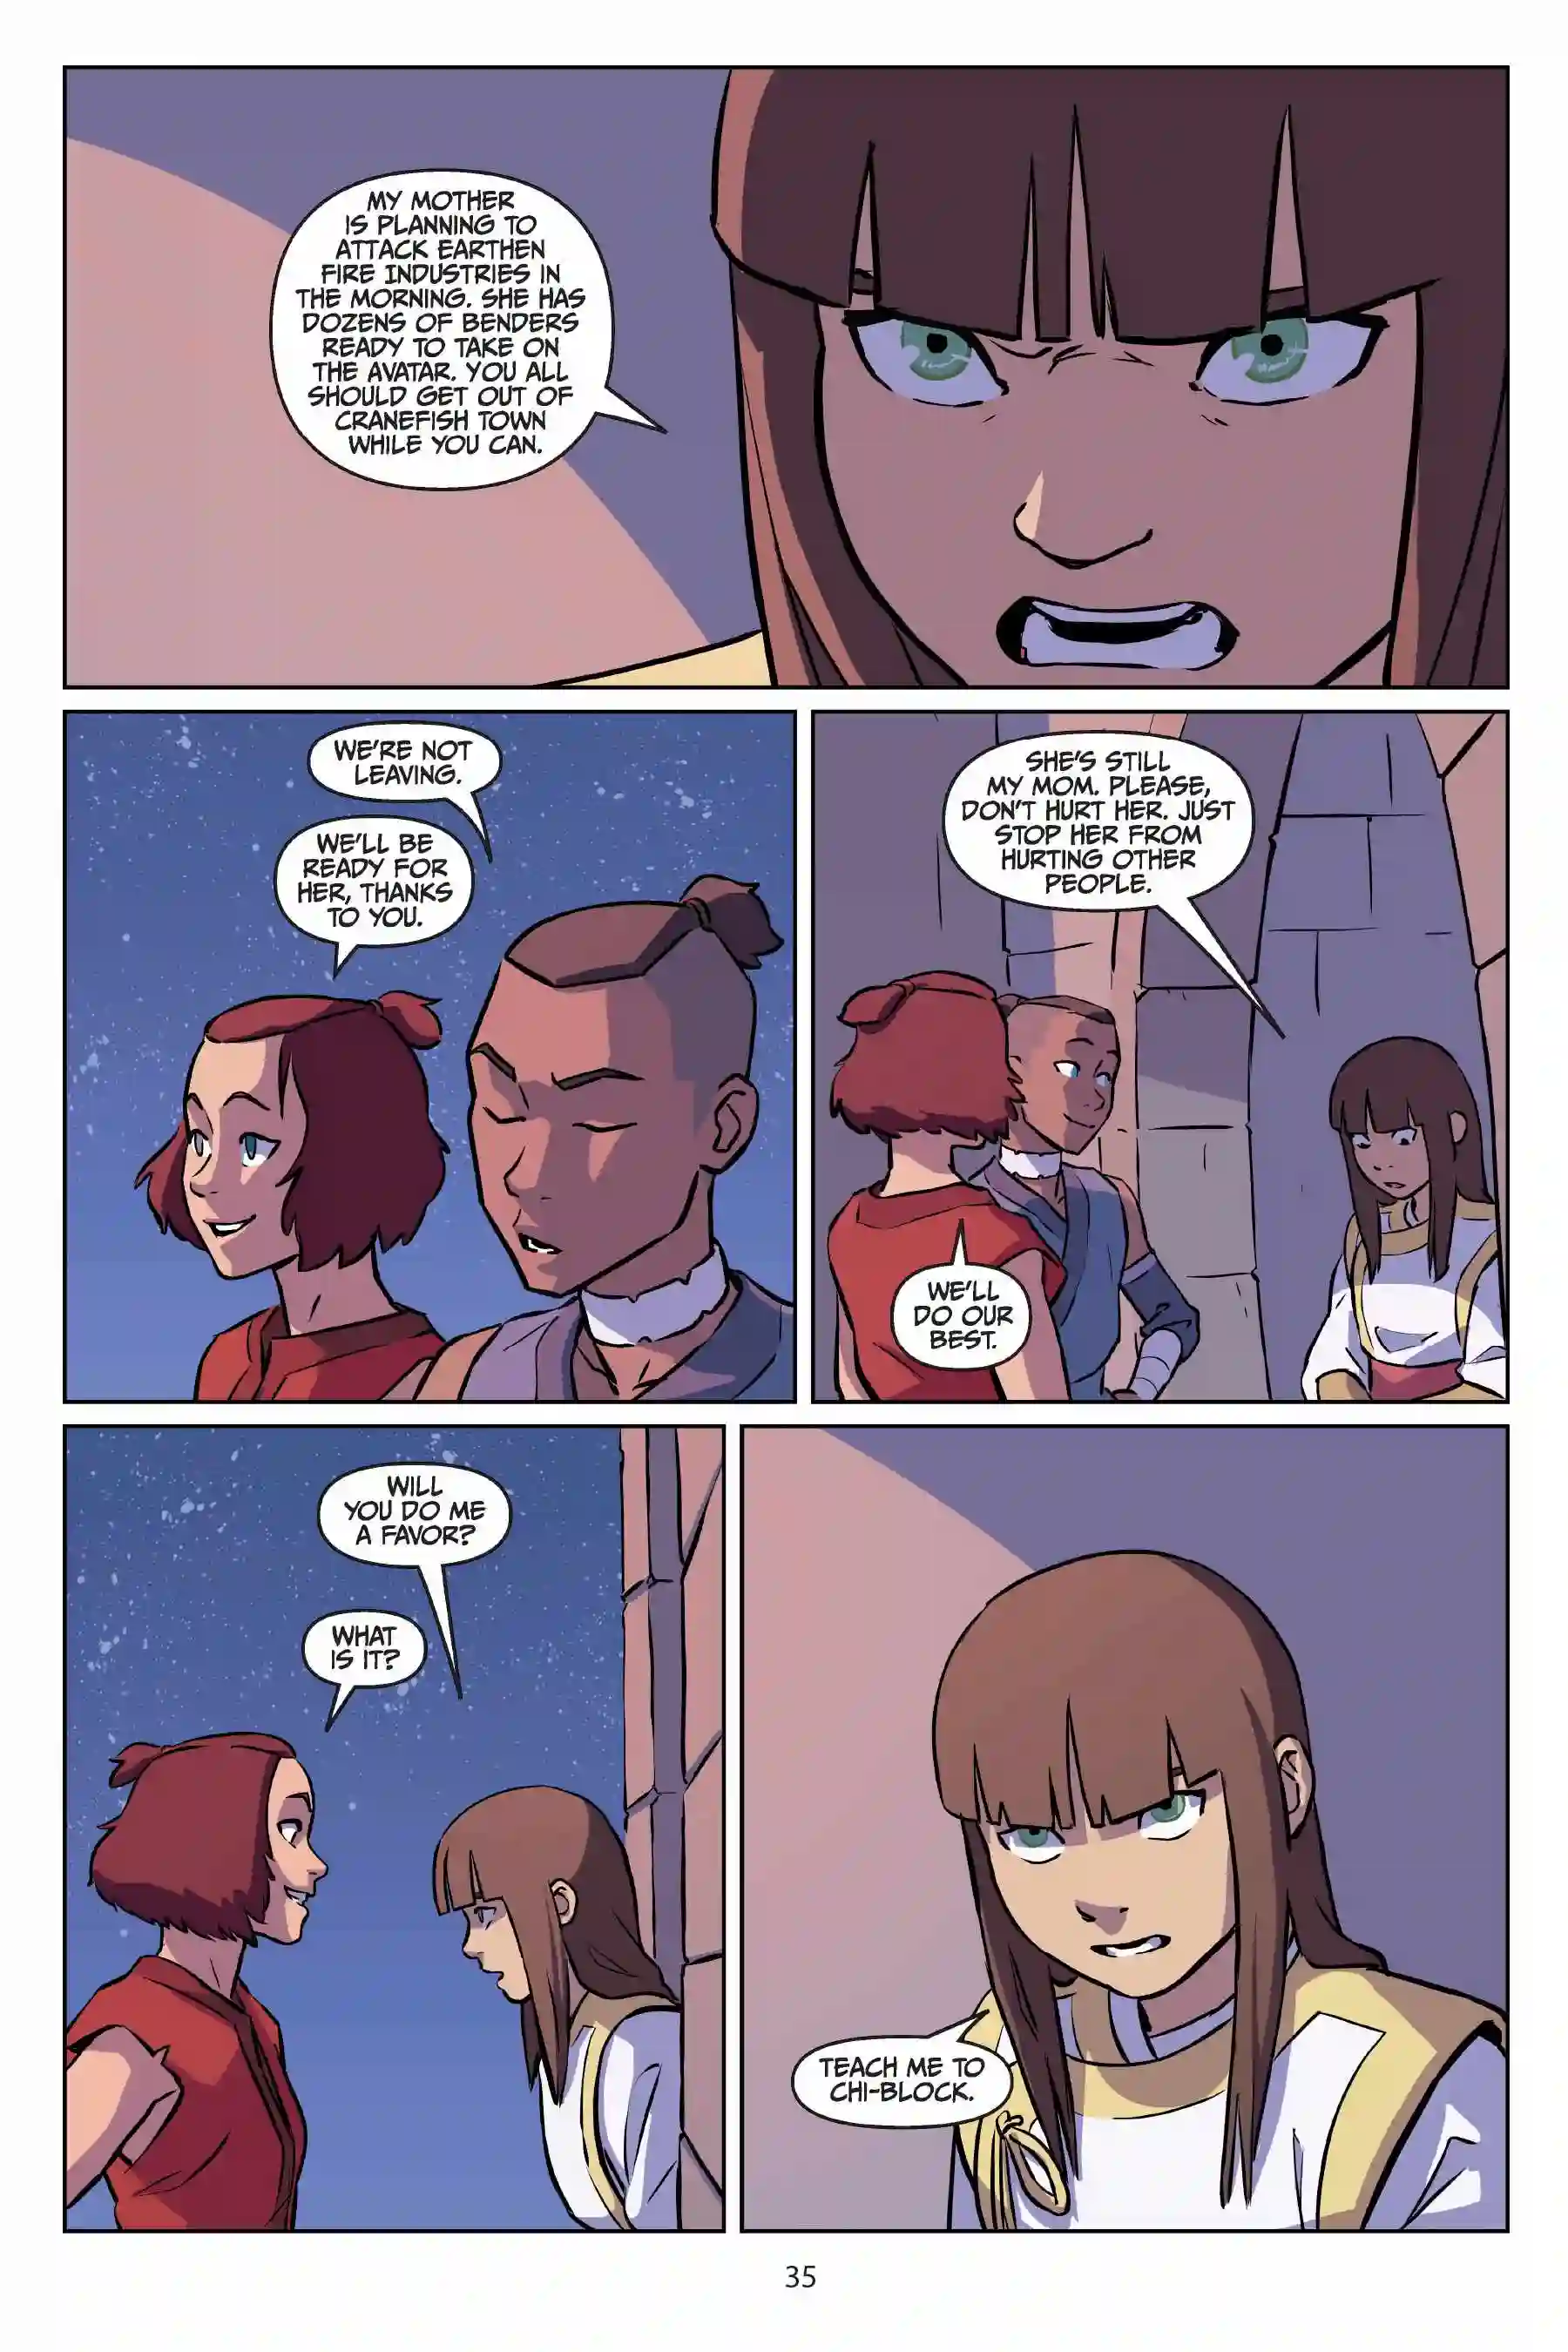 MY MOTHER
IS PLANNING TO
ATTACK EARTHEN
FIRE INDUSTRIES IN
THE MORNING. SHE HAS
DOZENS OF BENDERS
READY TO TAKE ON
THE AVATAR. YOU ALL
SHOULD GET OUT OF
CRANEFISH TOWN
WHILE YOU CAN.
WE'RE NOT
LEAVING.
WE'LL BE
READY FOR
HER, THANKS
TO YOU.
SHE'S STILL
MY MOM. PLEASE,
DON'T HURT HER. JUST
STOP HER FROM
HURTING OTHER
PEOPLE.
WE'LL
DO OUR
BEST.
WILL
YOU DO ME
A FAVOR?
WHAT
IS IT?
TEACH ME TO
CHI-BLOCK.
35